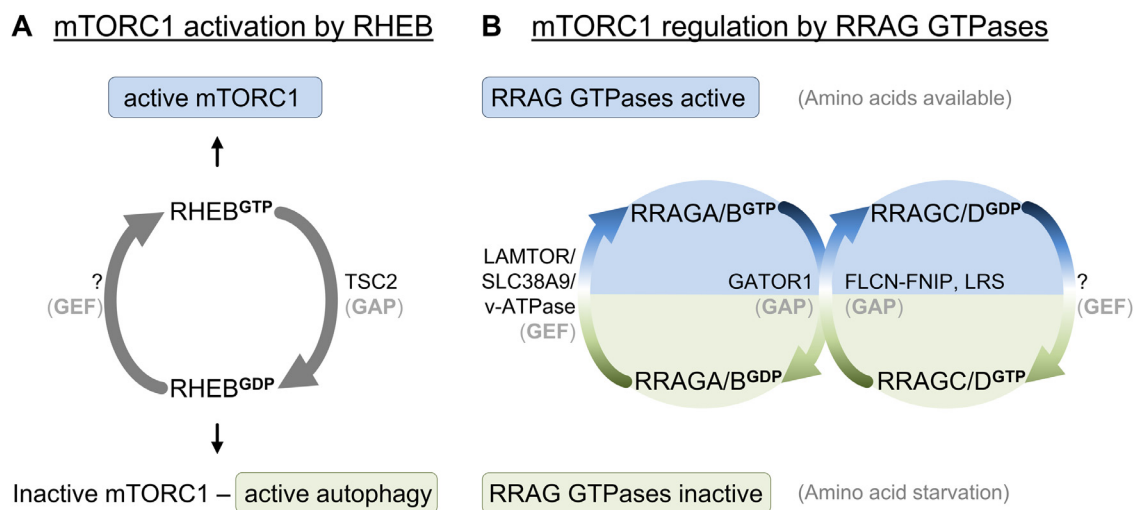 A mTORC1 activation by RHEB
active mTORC1
RHEBGTP
?
(GEF)
TSC2
(GAP)
RHEBGDP
Inactive mTORC1 – active autophagy
B mTORC1 regulation by RRAG GTPases
RRAG GTPases active (Amino acids available)
RRAGA/BGTP
RRAGC/DGDP
LAMTOR/
SLC38A9/
v-ATPase
(GEF)
GATOR1
(GAP)
FLCN-FNIP, LRS
(GAP)
?
(GEF)
RRAGA/BGDP
RRAGC/DGTP
RRAG GTPases inactive (Amino acid starvation)